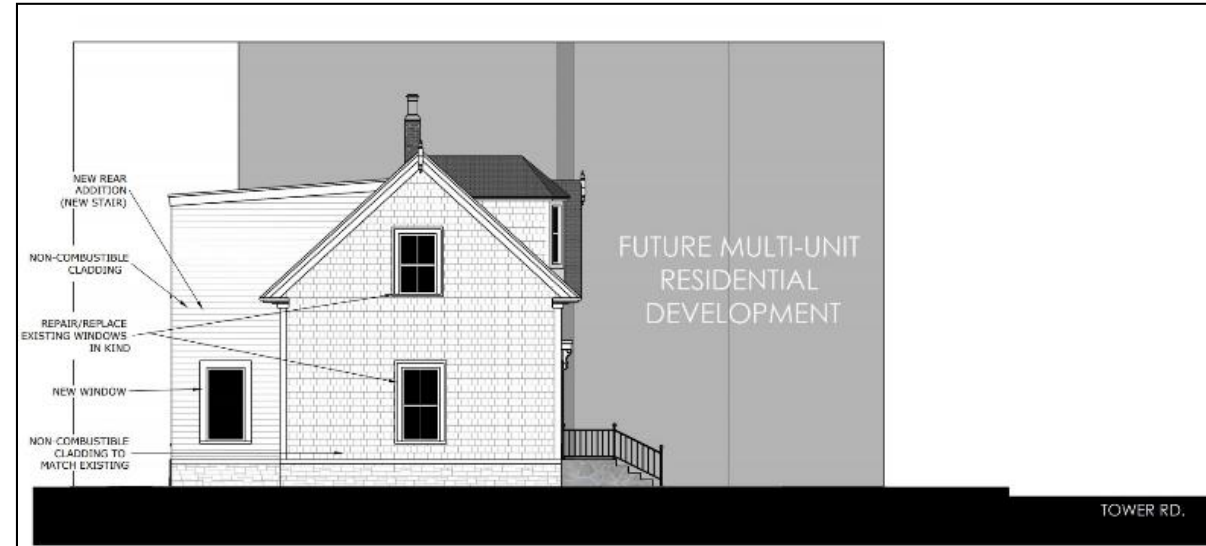 NEW REAR
ADDITION
(NEW STAIR)
NON-COMBUSTIBLE
CLADDING
REPAIR/REPLACE
EXISTING WINDOWS
IN KIND
NEW WINDOW
NON-COMBUSTIBLE
CLADDING TO
MATCH EXISTING
FUTURE MULTI-UNIT
RESIDENTIAL
DEVELOPMENT
TOWER RD.